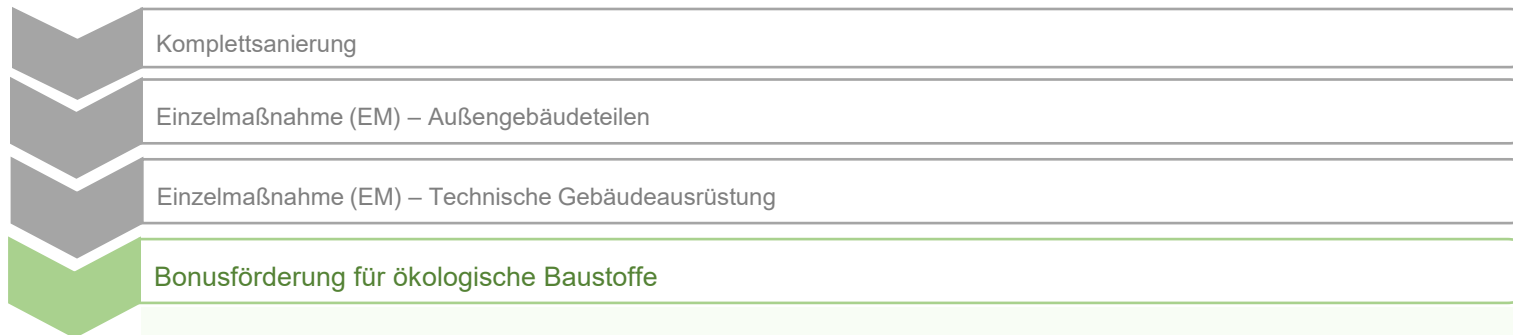 Komplettsanierung
Einzelmaßnahme (EM) – Außengebäudeteilen
Einzelmaßnahme (EM) – Technische Gebäudeausrüstung
Bonusförderung für ökologische Baustoffe